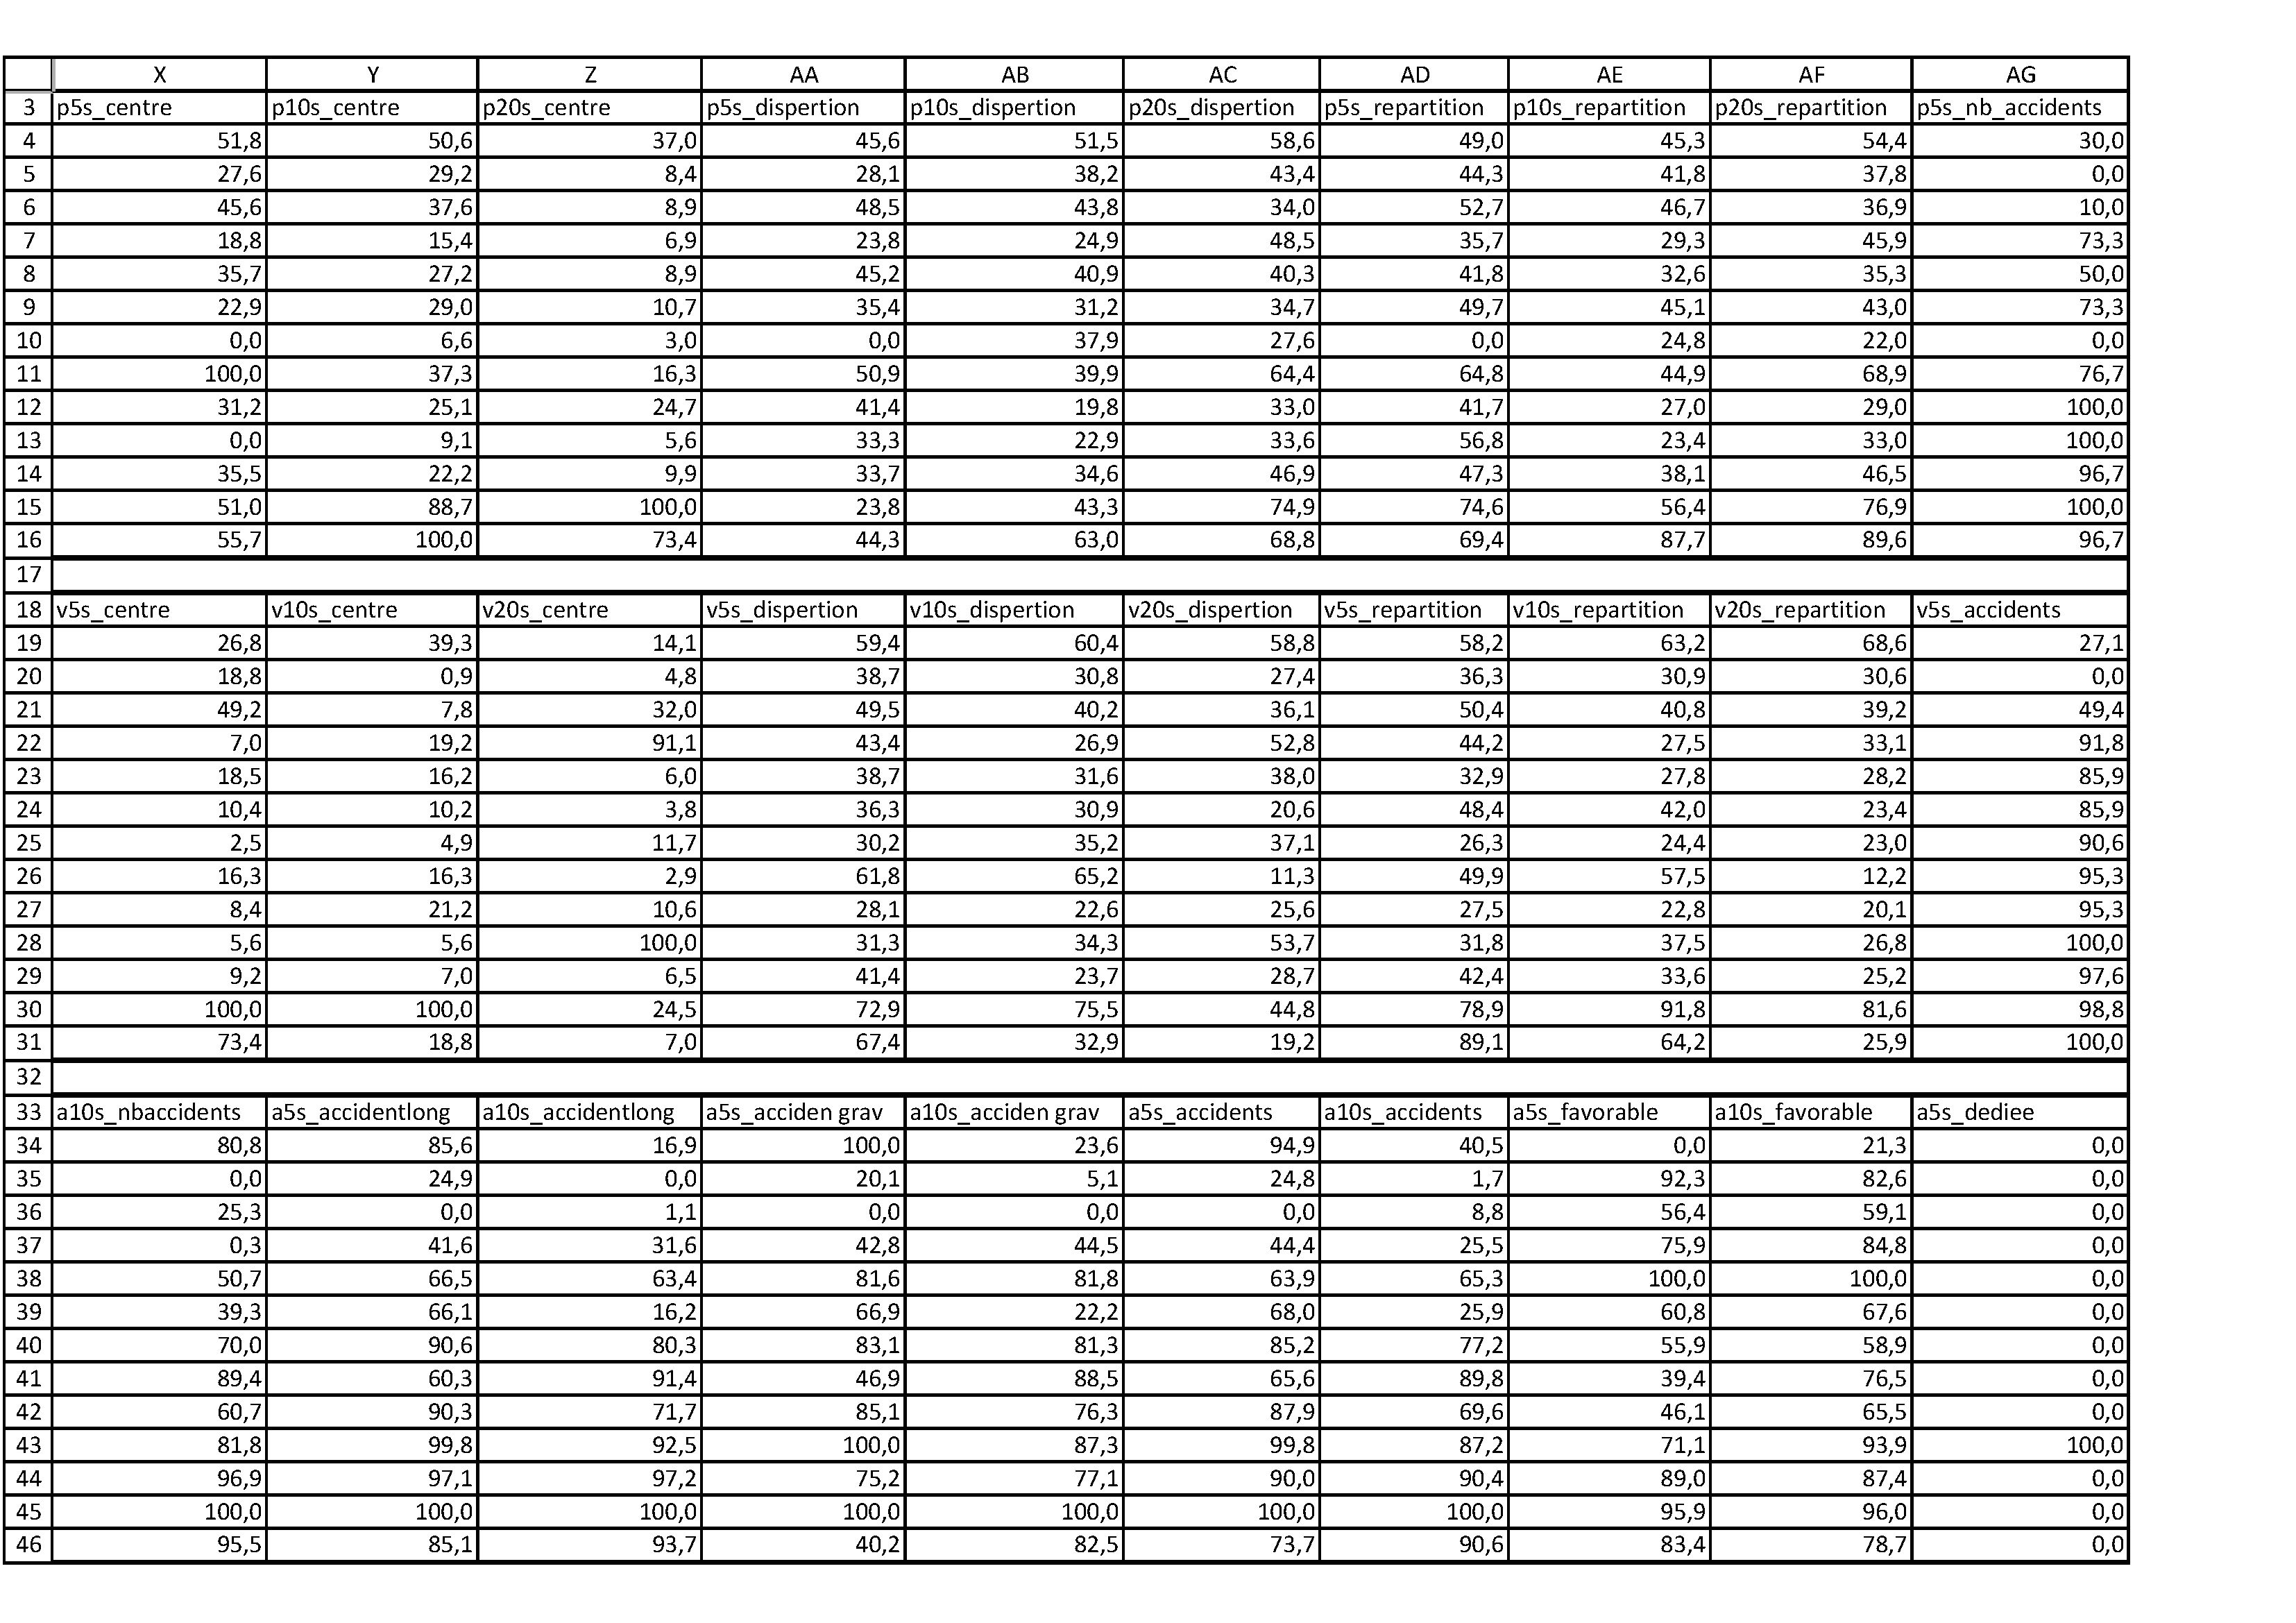 X Y Z AA AB AC AD AE AF AG
3 p5s_centre p10s_centre p20s_centre p5s_dispertion p10s_dispertion p20s_dispertion p5s_repartition p10s_repartition p20s_repartition p5s_nb_accidents
4 51,8 50,6 37,0 45,6 51,5 58,6 49,0 45,3 54,4 30,0
5 27,6 29,2 8,4 28,1 38,2 43,4 44,3 41,8 37,8 0,0
6 45,6 37,6 8,9 48,5 43,8 34,0 52,7 46,7 36,9 10,0
7 18,8 15,4 6,9 23,8 24,9 48,5 35,7 29,3 45,9 73,3
8 35,7 27,2 8,9 45,2 40,9 40,3 41,8 32,6 35,3 50,0
9 22,9 29,0 10,7 35,4 31,2 34,7 49,7 45,1 43,0 73,3
10 0,0 6,6 3,0 0,0 37,9 27,6 0,0 24,8 22,0 0,0
11 100,0 37,3 16,3 50,9 39,9 64,4 64,8 44,9 68,9 76,7
12 31,2 25,1 24,7 41,4 19,8 33,0 41,7 27,0 29,0 100,0
13 0,0 9,1 5,6 33,3 22,9 33,6 56,8 23,4 33,0 100,0
14 35,5 22,2 9,9 33,7 34,6 46,9 47,3 38,1 46,5 96,7
15 51,0 88,7 100,0 23,8 43,3 74,9 74,6 56,4 76,9 100,0
16 55,7 100,0 73,4 44,3 63,0 68,8 69,4 87,7 89,6 96,7
17
18 v5s_centre v10s_centre v20s_centre v5s_dispertion v10s_dispertion v20s_dispertion v5s_repartition v10s_repartition v20s_repartition v5s_accidents
19 26,8 39,3 14,1 59,4 60,4 58,8 58,2 63,2 68,6 27,1
20 18,8 0,9 4,8 38,7 30,8 27,4 36,3 30,9 30,6 0,0
21 49,2 7,8 32,0 49,5 40,2 36,1 50,4 40,8 39,2 49,4
22 7,0 19,2 91,1 43,4 26,9 52,8 44,2 27,5 33,1 91,8
23 18,5 16,2 6,0 38,7 31,6 38,0 32,9 27,8 28,2 85,9
24 10,4 10,2 3,8 36,3 30,9 20,6 48,4 42,0 23,4 85,9
25 2,5 4,9 11,7 30,2 35,2 37,1 26,3 24,4 23,0 90,6
26 16,3 16,3 2,9 61,8 65,2 11,3 49,9 57,5 12,2 95,3
27 8,4 21,2 10,6 28,1 22,6 25,6 27,5 22,8 20,1 95,3
28 5,6 5,6 100,0 31,3 34,3 53,7 31,8 37,5 26,8 100,0
29 9,2 7,0 6,5 41,4 23,7 28,7 42,4 33,6 25,2 97,6
30 100,0 100,0 24,5 72,9 75,5 44,8 78,9 91,8 81,6 98,8
31 73,4 18,8 7,0 67,4 32,9 19,2 89,1 64,2 25,9 100,0
32
33 a10s_nbaccidents a5s_accidentlong a10s_accidentlong a5s_acciden grav a10s_acciden grav a5s_accidents a10s_accidents a5s_favorable a10s_favorable a5s_dediee
34 80,8 85,6 16,9 100,0 23,6 94,9 40,5 0,0 21,3 0,0
35 0,0 24,9 0,0 20,1 5,1 24,8 1,7 92,3 82,6 0,0
36 25,3 0,0 1,1 0,0 0,0 0,0 8,8 56,4 59,1 0,0
37 0,3 41,6 31,6 42,8 44,5 44,4 25,5 75,9 84,8 0,0
38 50,7 66,5 63,4 81,6 81,8 63,9 65,3 100,0 100,0 0,0
39 39,3 66,1 16,2 66,9 22,2 68,0 25,9 60,8 67,6 0,0
40 70,0 90,6 80,3 83,1 81,3 85,2 77,2 55,9 58,9 0,0
41 89,4 60,3 91,4 46,9 88,5 65,6 89,8 39,4 76,5 0,0
42 60,7 90,3 71,7 85,1 76,3 87,9 69,6 46,1 65,5 0,0
43 81,8 99,8 92,5 100,0 87,3 99,8 87,2 71,1 93,9 100,0
44 96,9 97,1 97,2 75,2 77,1 90,0 90,4 89,0 87,4 0,0
45 100,0 100,0 100,0 100,0 100,0 100,0 100,0 95,9 96,0 0,0
46 95,5 85,1 93,7 40,2 82,5 73,7 90,6 83,4 78,7 0,0